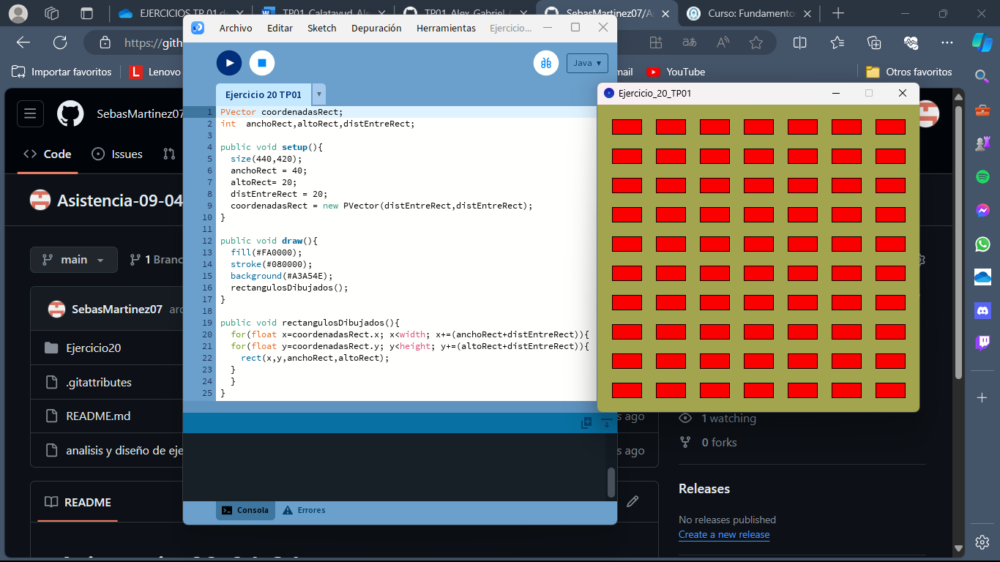 EJERCICIOS TP 01 d
TP01_Calatayud_Al
TP01_Alex_Gabriel_
SebasMartinez07/A
Curso: Fundamento
https://gith
Importar favoritos
Lenovo
mail
YouTube
Otros favoritos
Archivo Editar Sketch Depuración Herramientas Ejercicio...
Java ▾
Ejercicio 20 TP01 ▾
1 PVector coordenadasRect;
2 int  anchoRect,altoRect,distEntreRect;
3
4 public void setup(){
5   size(440,420);
6   anchoRect = 40;
7   altoRect= 20;
8   distEntreRect = 20;
9   coordenadasRect = new PVector(distEntreRect,distEntreRect);
10 }
11
12 public void draw(){
13   fill(#FA0000);
14   stroke(#080000);
15   background(#A3A54E);
16   rectangulosDibujados();
17 }
18
19 public void rectangulosDibujados(){
20   for(float x=coordenadasRect.x; x<width; x+=(anchoRect+distEntreRect)){
21   for(float y=coordenadasRect.y; y<height; y+=(altoRect+distEntreRect)){
22     rect(x,y,anchoRect,altoRect);
23   }
24   }
25 }
Consola
Errores
Ejercicio_20_TP01
SebasMartinez07
Code
Issues
Asistencia-09-04
main
1 Branc
SebasMartinez07 arc
Ejercicio20
.gitattributes
README.md
s ago
analisis y diseño de eje
s ago
README
1 watching
0 forks
Releases
No releases published
Create a new release